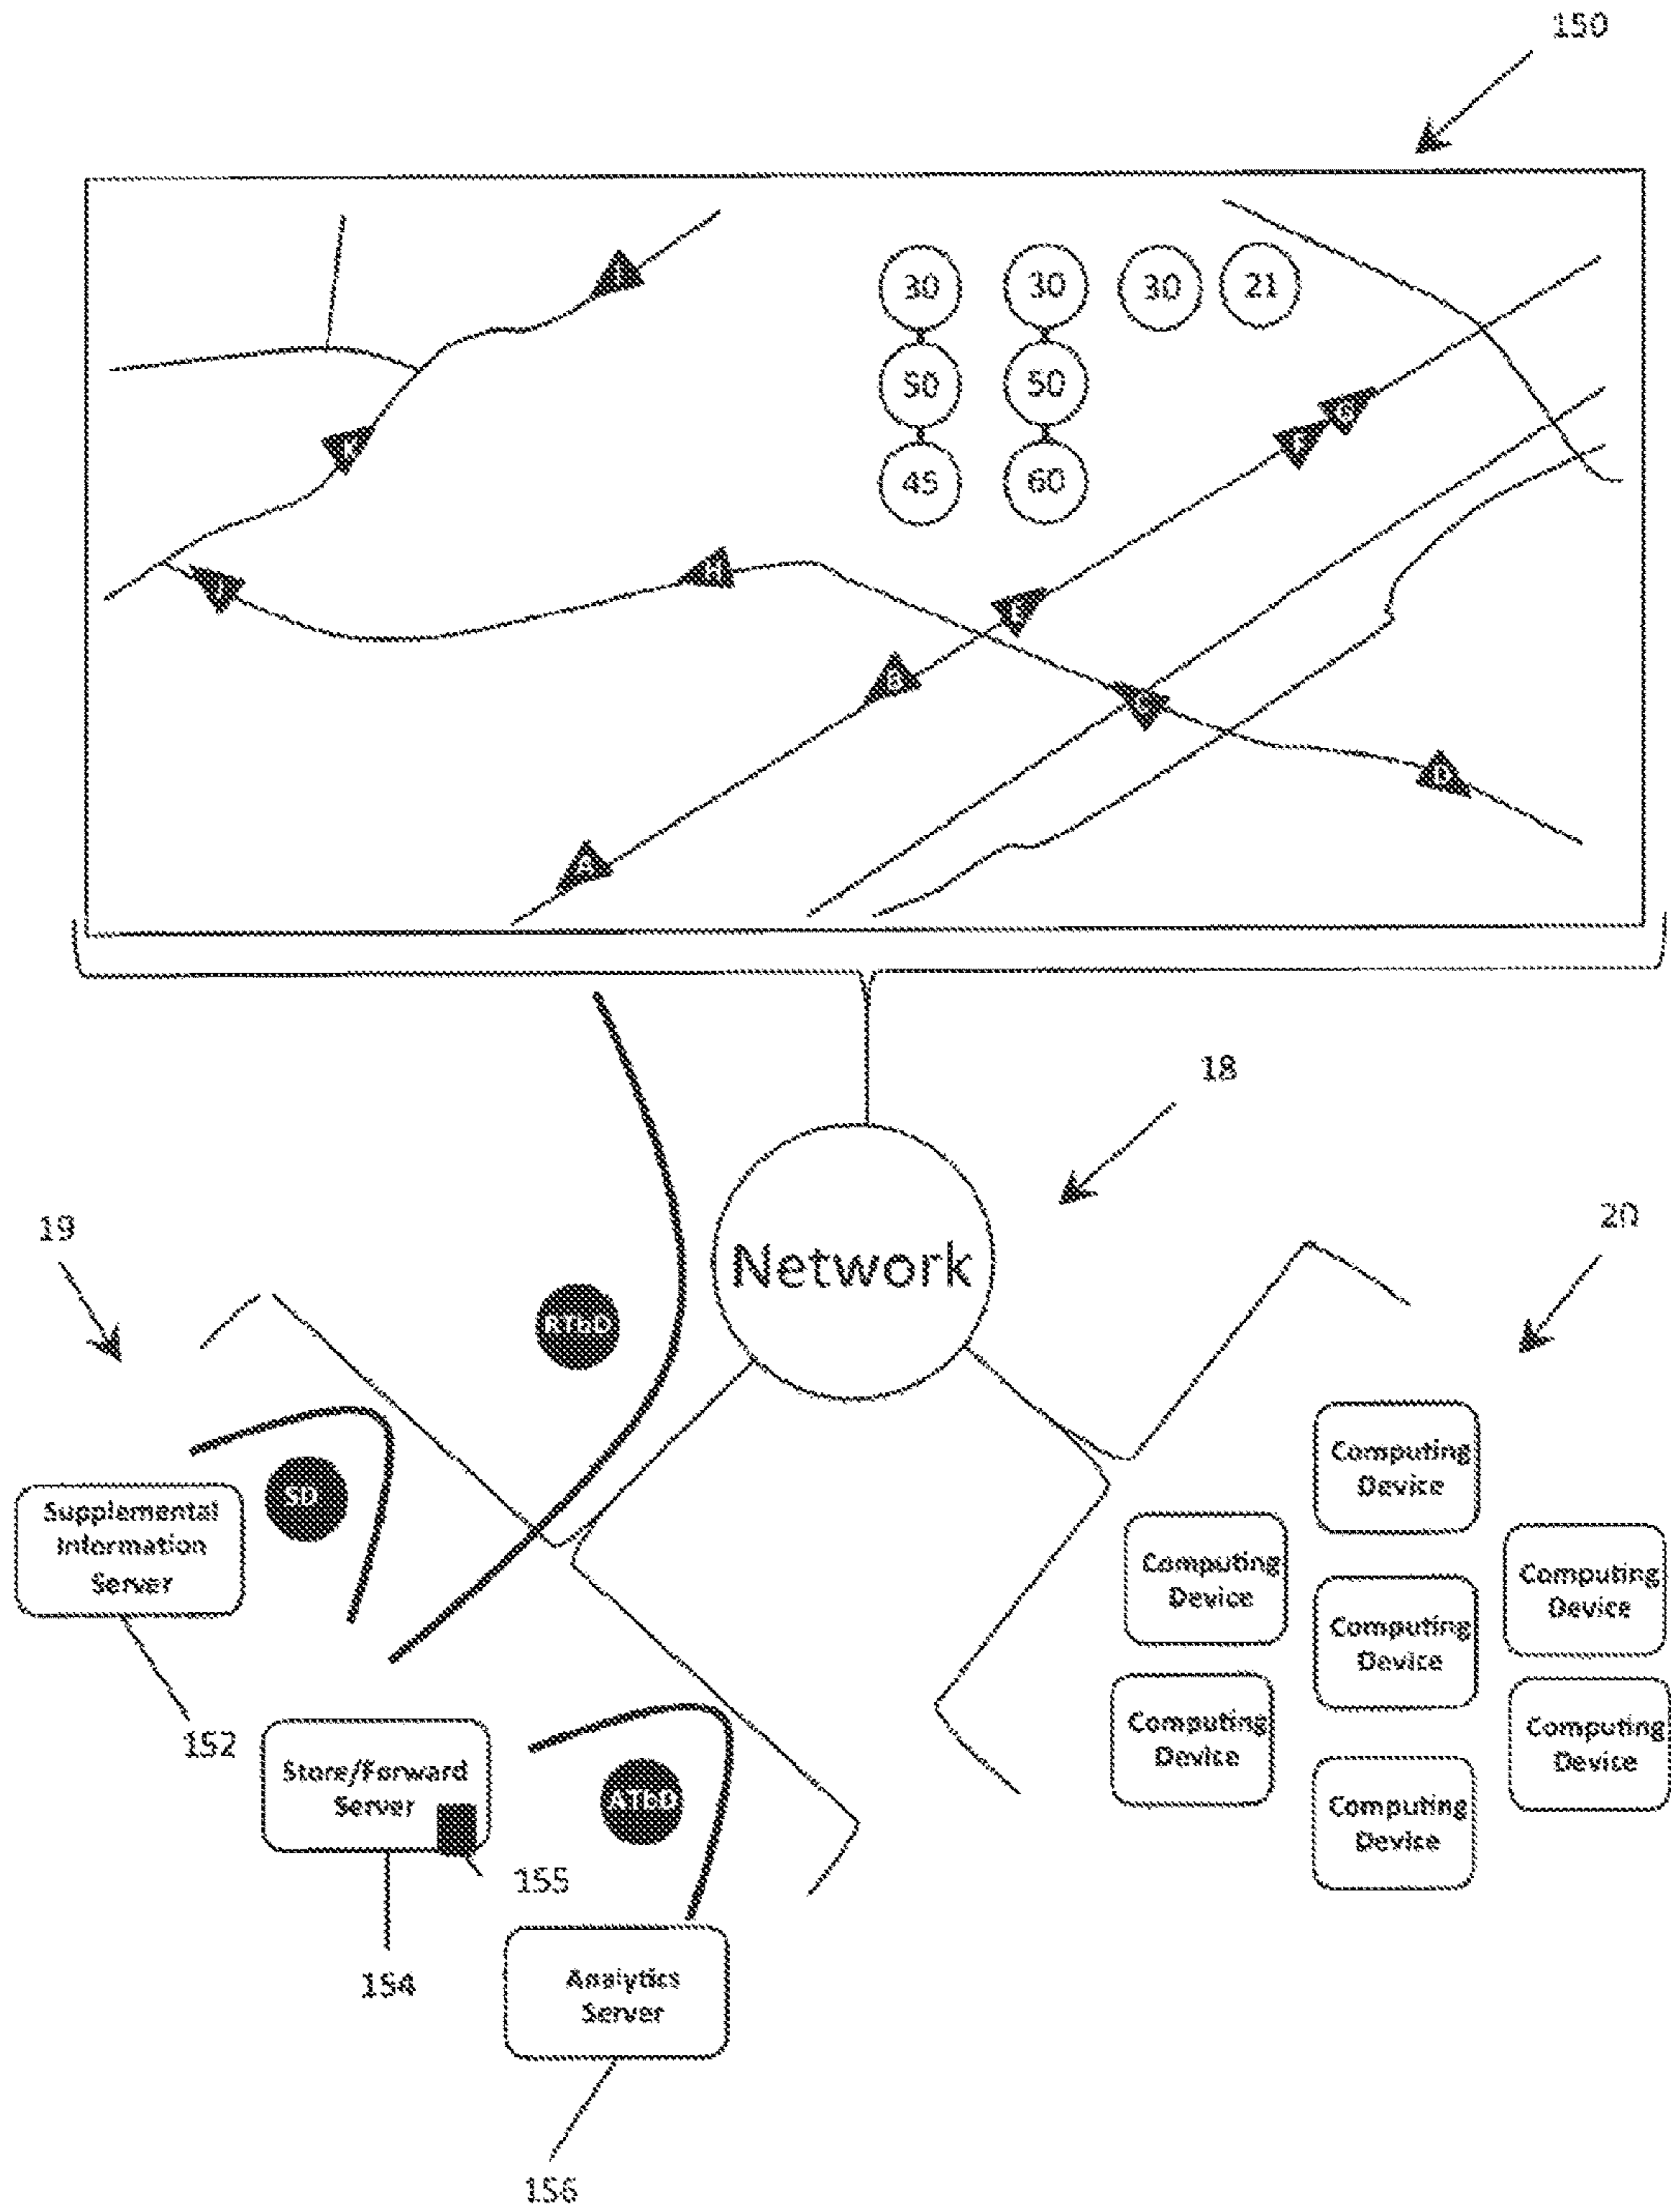 150
30
30
30
21
50
50
45
60
K
H
B
F
G
C
D
A
18
Network
19
20
RTbD
SD
Supplemental
Information
Server
152
Store/Forward
Server
155
154
ATbD
Analytics
Server
156
Computing
Device
Computing
Device
Computing
Device
Computing
Device
Computing
Device
Computing
Device
Computing
Device